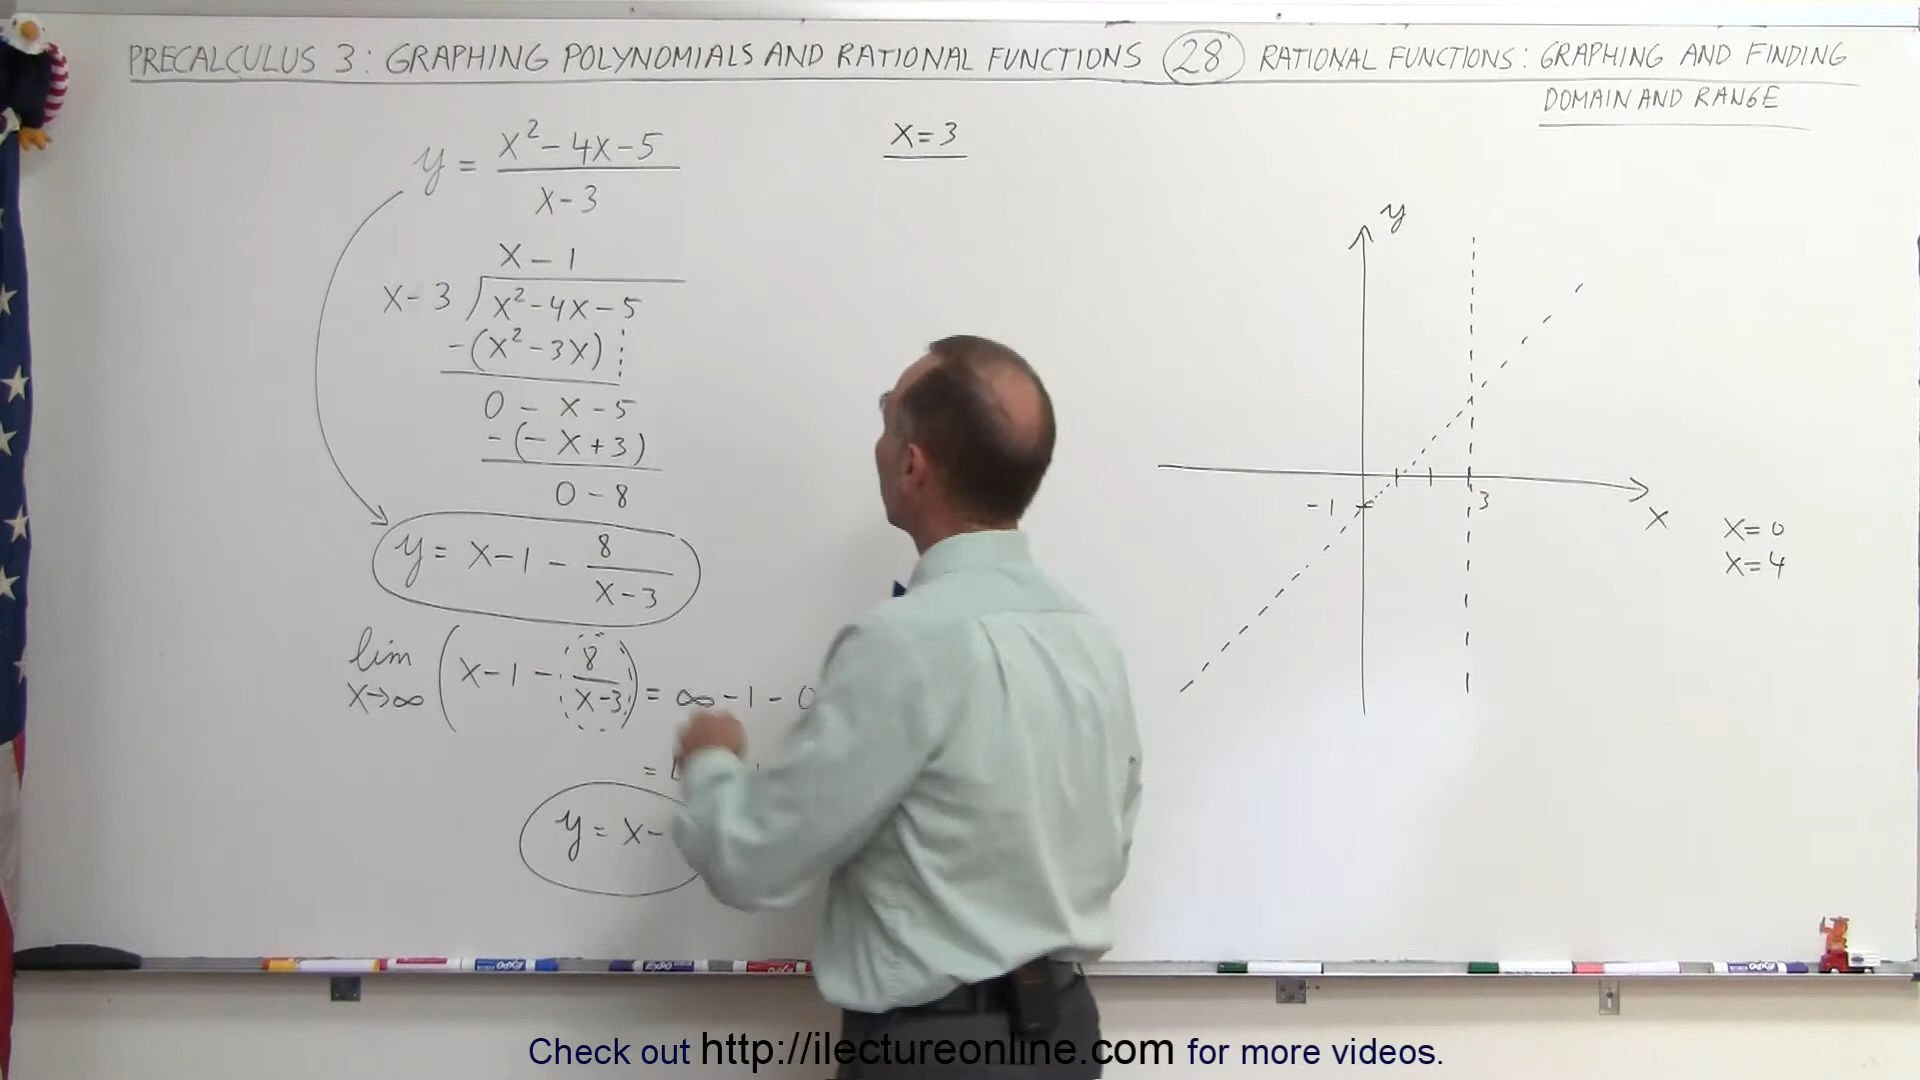 PRECALCULUS 3: GRAPHING POLYNOMIALS AND RATIONAL FUNCTIONS 28 RATIONAL FUNCTIONS: GRAPHING AND FINDING
DOMAIN AND RANGE
y = (x² - 4x - 5) / (x - 3)
x = 3
x - 1
x - 3 √(x² - 4x - 5)
-(x² - 3x)
0 - x - 5
-(-x + 3)
0 - 8
y = x - 1 - 8/(x - 3)
lim x→∞ (x - 1 - 8/(x - 3)) = ∞ - 1 - 0
=
y = x -
y
-1
3
x
x = 0
x = 4
EXPO
Check out http://ilectureonline.com for more videos.